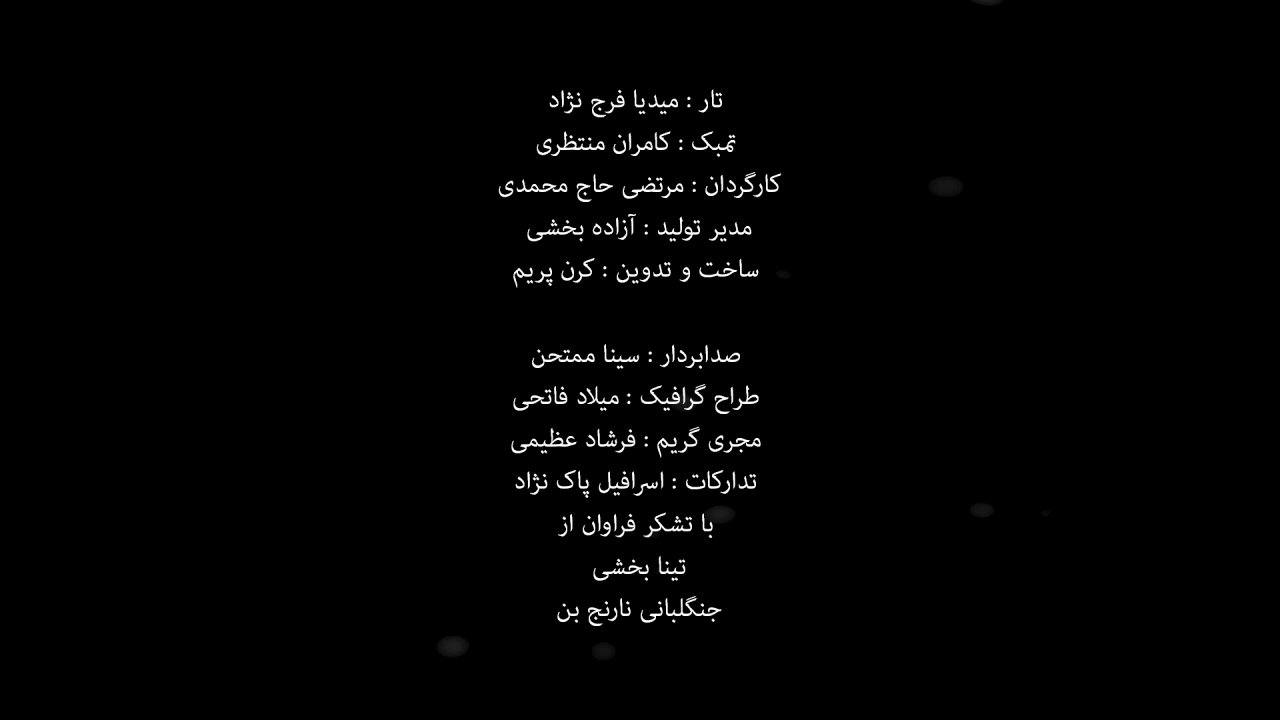 تار : میدیا فرج نژاد
تمبک : کامران منتظری
کارگردان : مرتضی حاج محمدی
مدیر تولید : آزاده بخشی
ساخت و تدوین : کرن پریم
صدابردار : سینا ممتحن
طراح گرافیک : میلاد فاتحی
مجری گریم : فرشاد عظیمی
تدارکات : اسرافیل پاک نژاد
با تشکر فراوان از
تینا بخشی
جنگلبانی نارنج بن